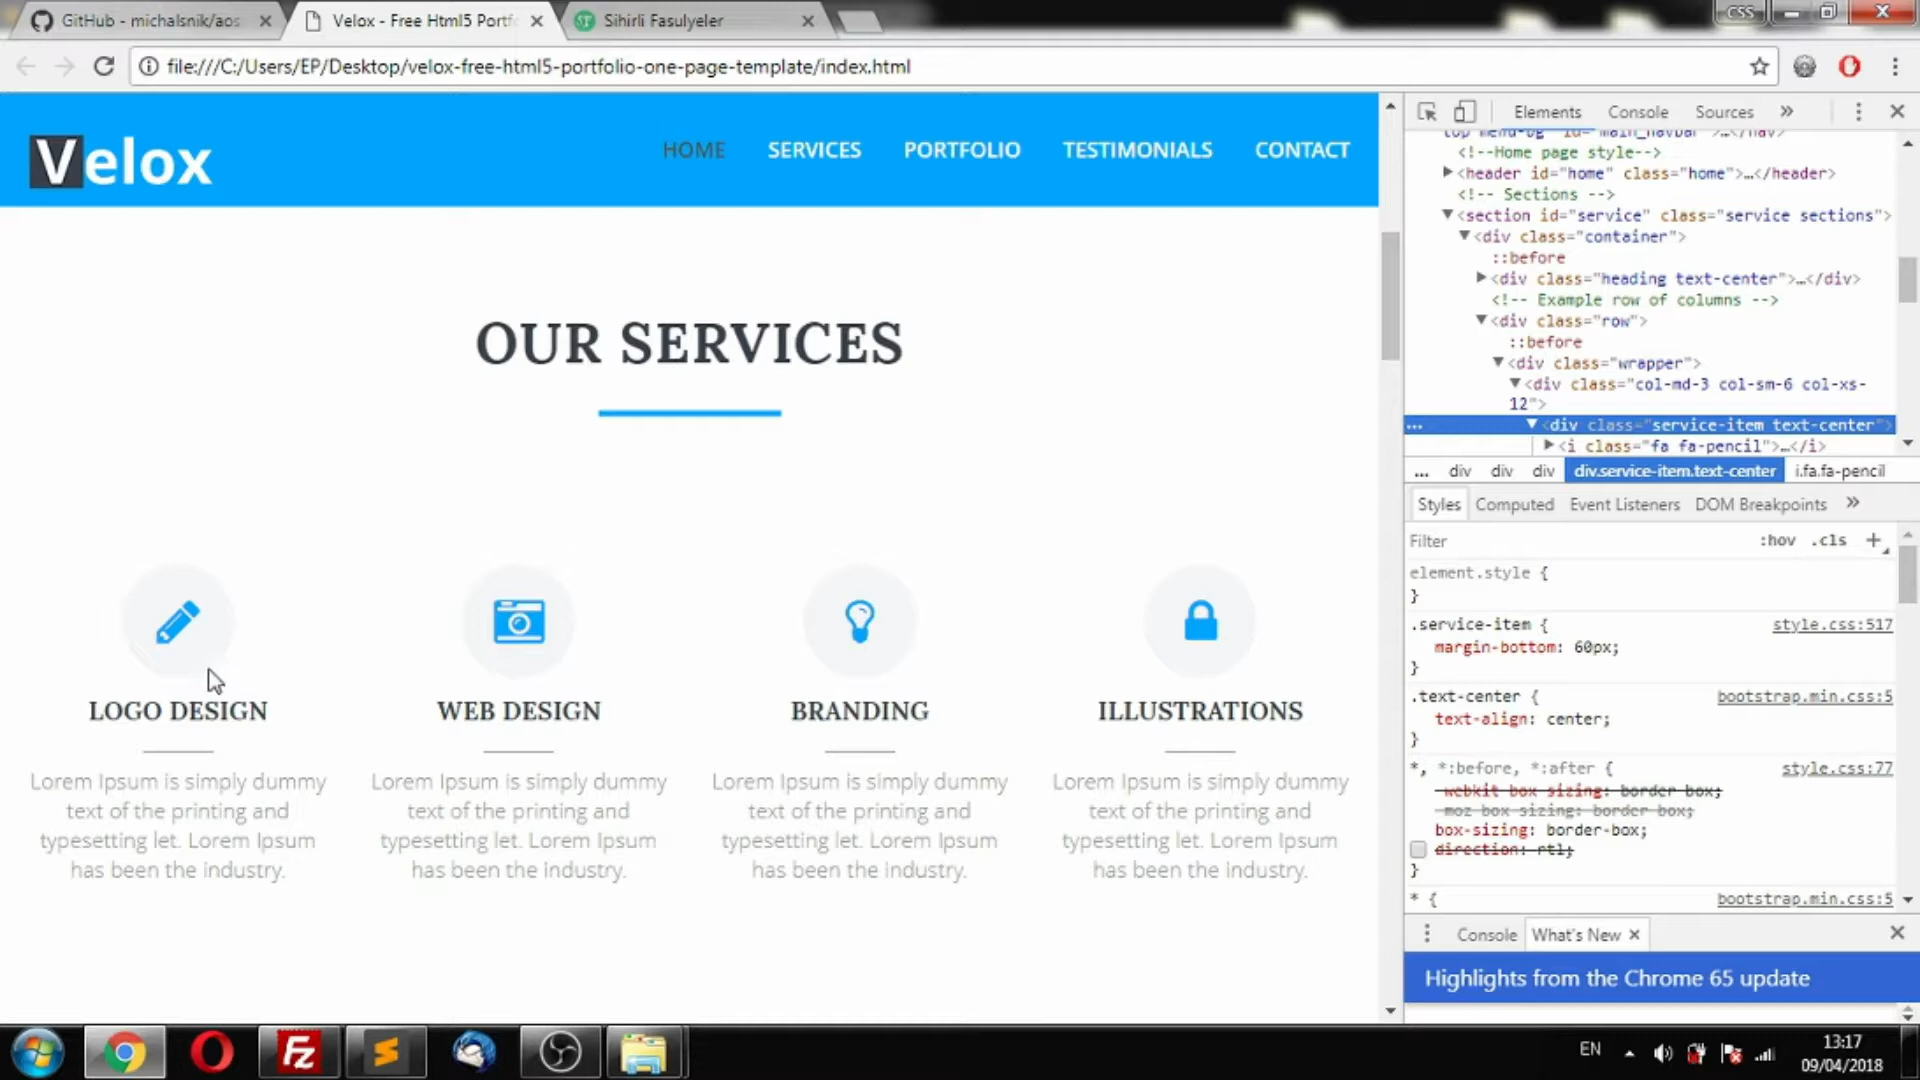 GitHub - michalsnik/aos
Velox - Free Html5 Portf
Sihirli Fasulyeler
CSS
file:///C:/Users/EP/Desktop/velox-free-html5-portfolio-one-page-template/index.html
Velox
HOME SERVICES PORTFOLIO TESTIMONIALS CONTACT
OUR SERVICES
LOGO DESIGN
Lorem Ipsum is simply dummy
text of the printing and
typesetting let. Lorem Ipsum
has been the industry.
WEB DESIGN
Lorem Ipsum is simply dummy
text of the printing and
typesetting let. Lorem Ipsum
has been the industry.
BRANDING
Lorem Ipsum is simply dummy
text of the printing and
typesetting let. Lorem Ipsum
has been the industry.
ILLUSTRATIONS
Lorem Ipsum is simply dummy
text of the printing and
typesetting let. Lorem Ipsum
has been the industry.
Elements Console Sources »
top menu-bg" id="main_navbar">…</nav>
<!--Home page style-->
<header id="home" class="home">…</header>
<!-- Sections -->
<section id="service" class="service sections">
<div class="container">
::before
<div class="heading text-center">…</div>
<!-- Example row of columns -->
<div class="row">
::before
<div class="wrapper">
<div class="col-md-3 col-sm-6 col-xs-
12">
... <div class="service-item text-center">
<i class="fa fa-pencil">…</i>
... div div div div.service-item.text-center i.fa.fa-pencil
Styles Computed Event Listeners DOM Breakpoints »
Filter :hov .cls +
element.style {
}
.service-item { style.css:517
margin-bottom: 60px;
}
.text-center { bootstrap.min.css:5
text-align: center;
}
*, *:before, *:after { style.css:77
-webkit-box-sizing: border-box;
-moz-box-sizing: border-box;
box-sizing: border-box;
direction: rtl;
}
* { bootstrap.min.css:5
Console What's New
Highlights from the Chrome 65 update
EN
13:17
09/04/2018